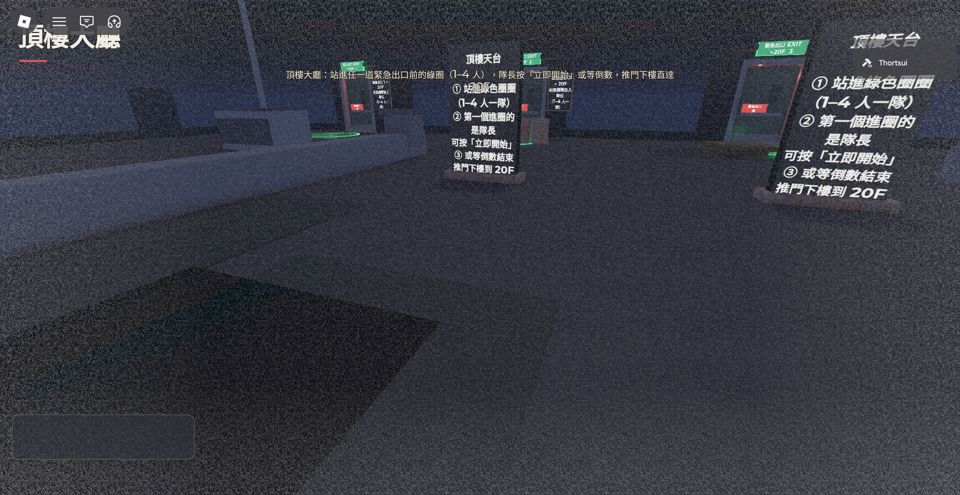 頂樓大廳
頂樓大廳：站進任一道緊急出口前的綠圈（1–4 人），隊長按「立即開始」或等倒數，推門下樓直達
頂樓天台
① 站進綠色圈圈
（1–4 人一隊）
② 第一個進圈的
是隊長
可按「立即開始」
③ 或等倒數結束
推門下樓到 20F
緊急出口 EXIT
→20F 3
頂樓天台
Thortsui
① 站進綠色圈圈
（1–4 人一隊）
② 第一個進圈的
是隊長
可按「立即開始」
③ 或等倒數結束
推門下樓到 20F